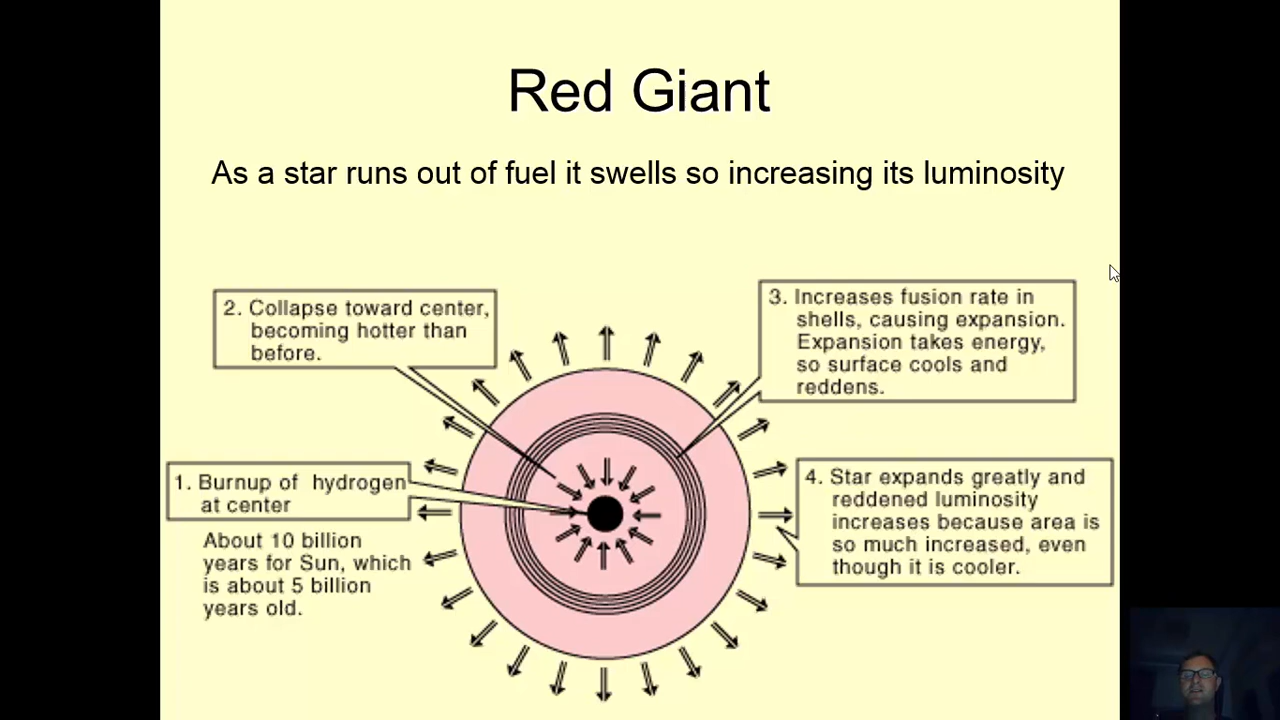 Red Giant
As a star runs out of fuel it swells so increasing its luminosity
2. Collapse toward center,
becoming hotter than
before.
3. Increases fusion rate in
shells, causing expansion.
Expansion takes energy,
so surface cools and
reddens.
1. Burnup of hydrogen
at center
About 10 billion
years for Sun, which
is about 5 billion
years old.
4. Star expands greatly and
reddened luminosity
increases because area is
so much increased, even
though it is cooler.